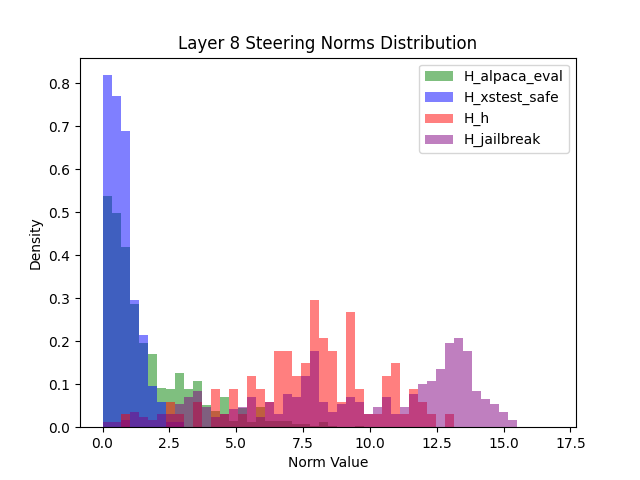 Layer 8 Steering Norms Distribution
H_alpaca_eval
H_xstest_safe
H_h
H_jailbreak
Density
0.8
0.7
0.6
0.5
0.4
0.3
0.2
0.1
0.0
0.0 2.5 5.0 7.5 10.0 12.5 15.0 17.5
Norm Value